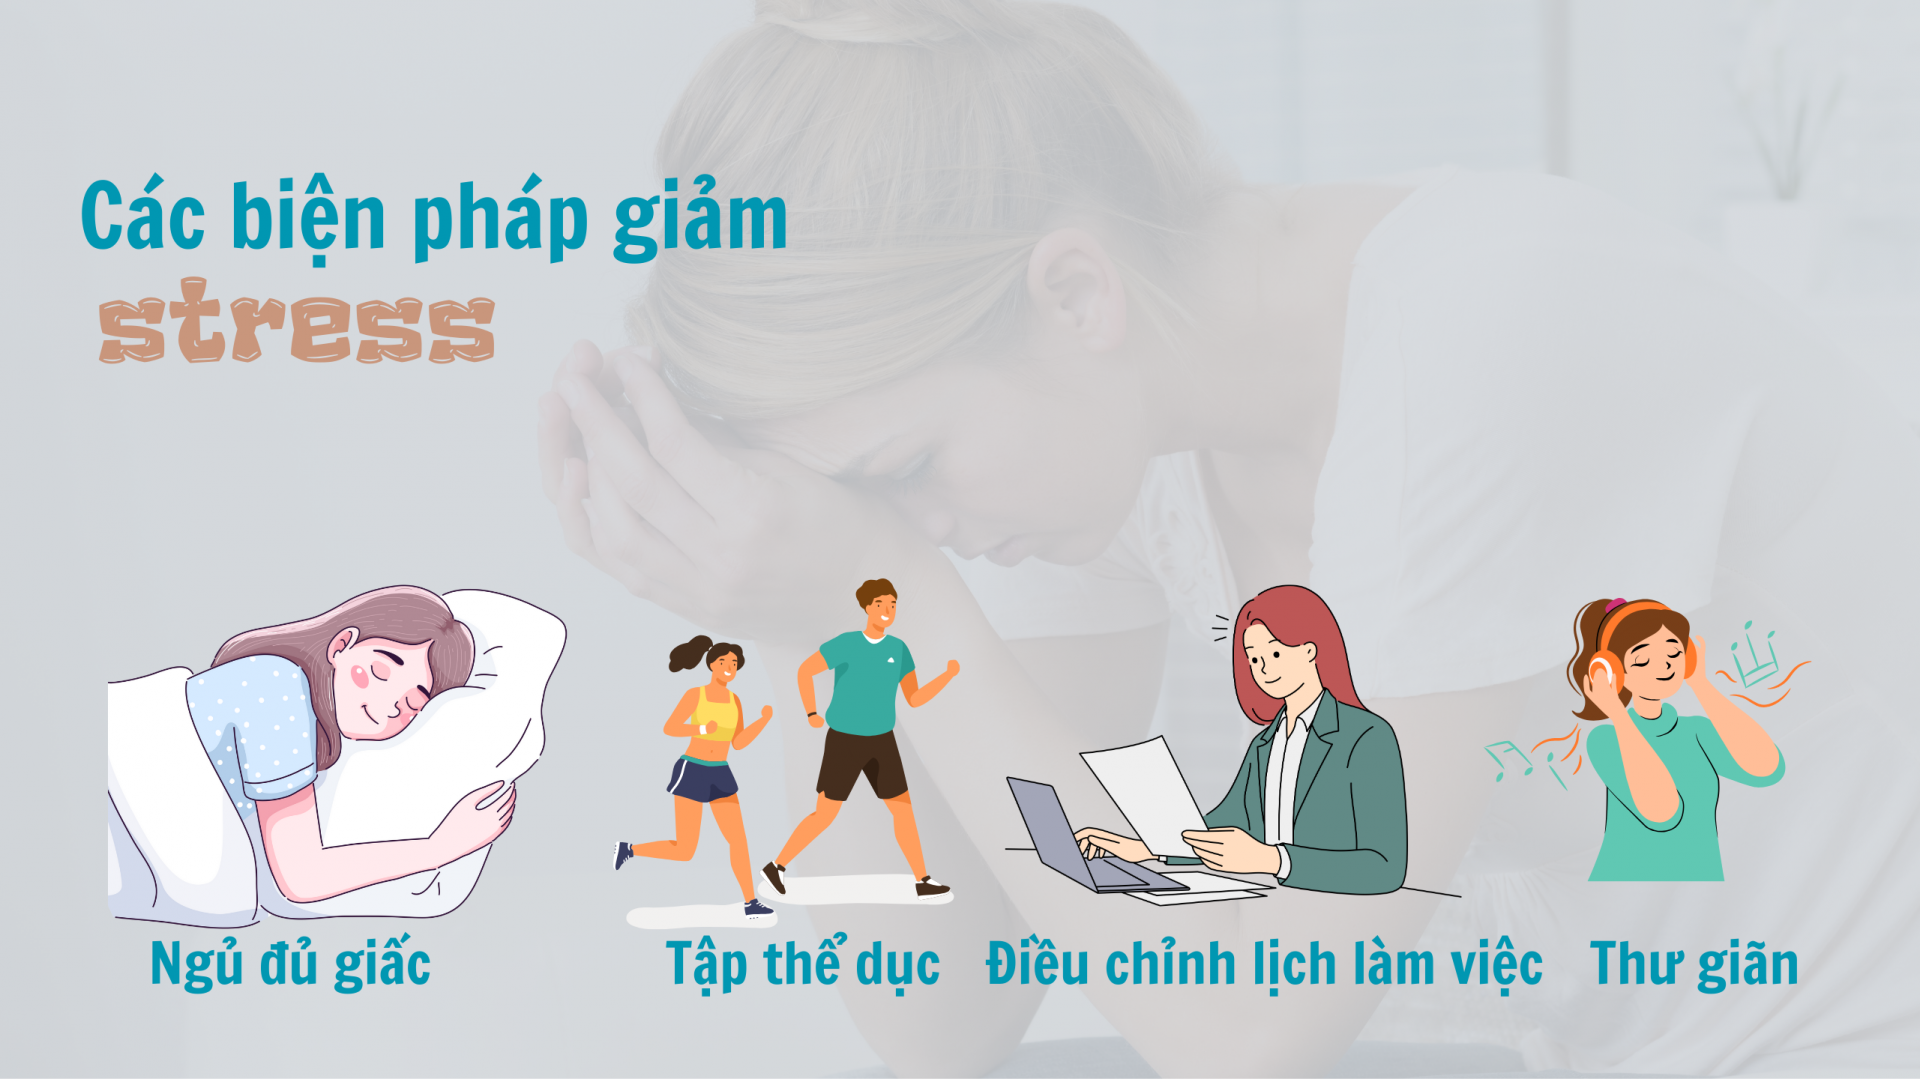 Các biện pháp giảm
stress
Ngủ đủ giấc
Tập thể dục
Điều chỉnh lịch làm việc
Thư giãn